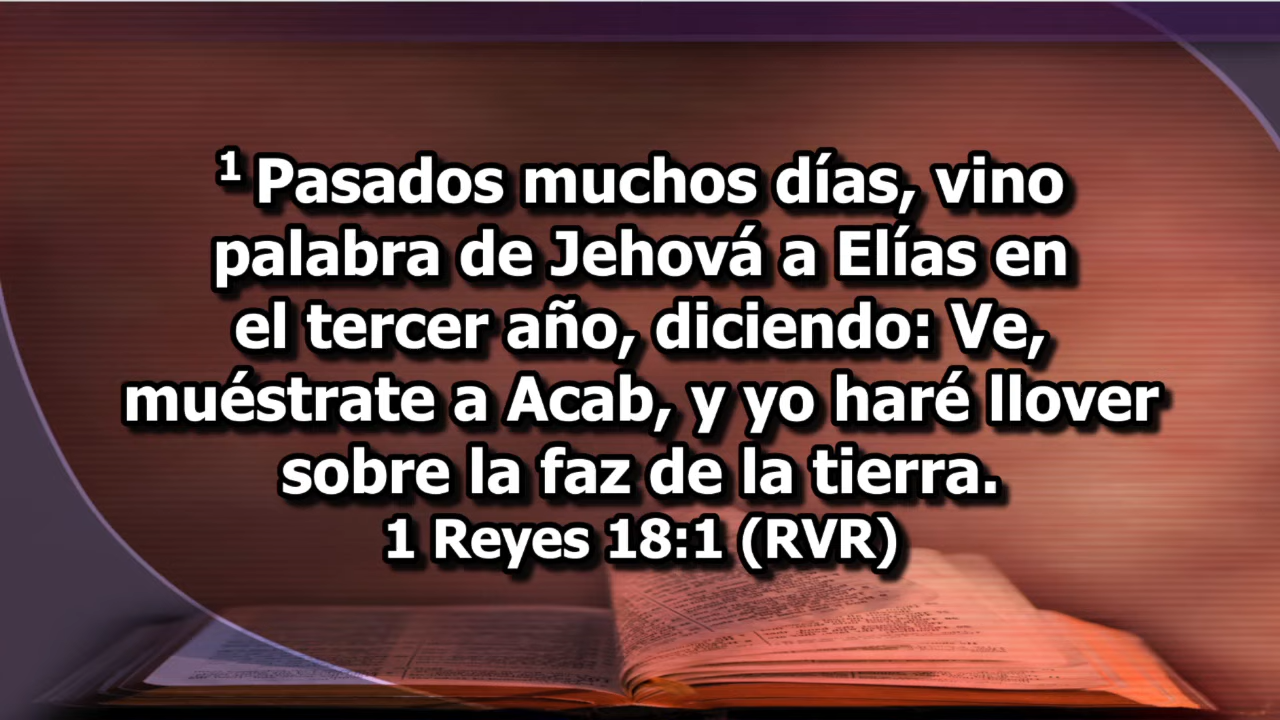 ¹ Pasados muchos días, vino
palabra de Jehová a Elías en
el tercer año, diciendo: Ve,
muéstrate a Acab, y yo haré llover
sobre la faz de la tierra.
1 Reyes 18:1 (RVR)